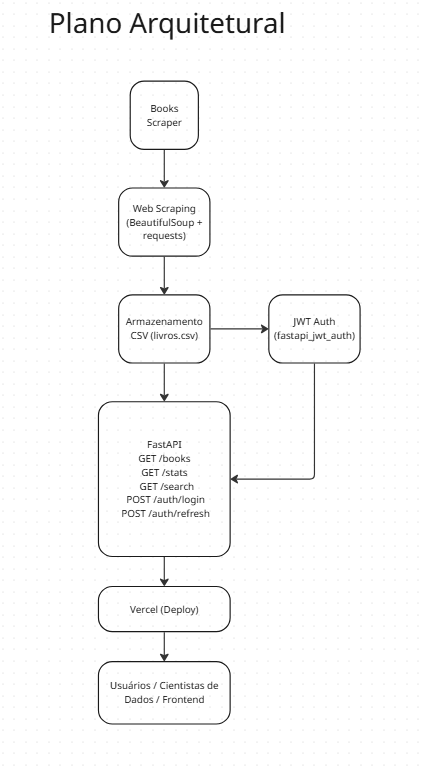 Plano Arquitetural
Books
Scraper
Web Scraping
(BeautifulSoup +
requests)
Armazenamento
CSV (livros.csv)
JWT Auth
(fastapi_jwt_auth)
FastAPI
GET /books
GET /stats
GET /search
POST /auth/login
POST /auth/refresh
Vercel (Deploy)
Usuários / Cientistas de
Dados / Frontend